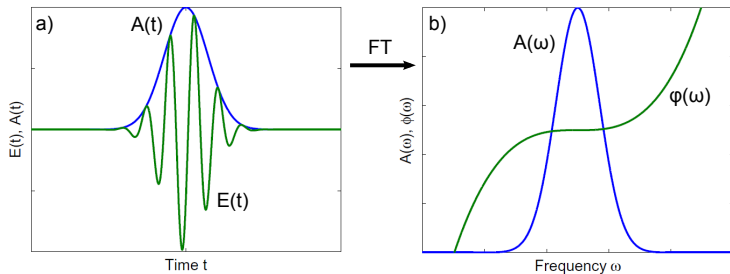 a)
A(t)
E(t)
E(t), A(t)
Time t
FT
b)
A(ω)
φ(ω)
A(ω), ϕ(ω)
Frequency ω